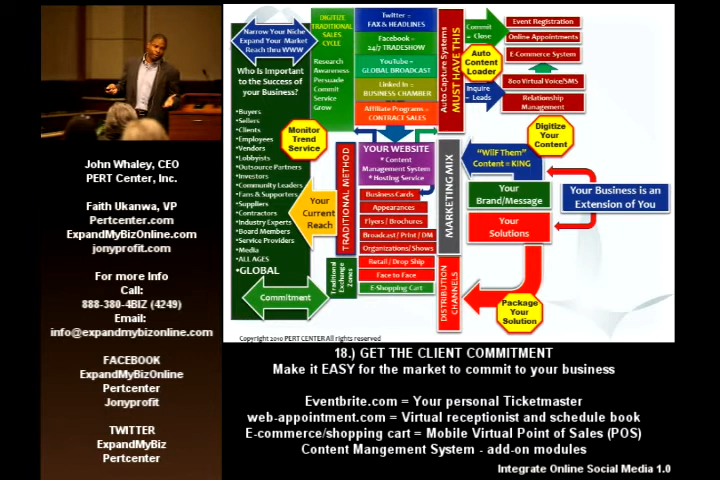 John Whaley, CEO
PERT Center, Inc.
Faith Ukanwa, VP
Pertcenter.com
ExpandMyBizOnline.com
jonyprofit.com
For more Info
Call:
888-380-4BIZ (4249)
Email:
info@expandmybizonline.com
FACEBOOK
ExpandMyBizOnline
Pertcenter
Jonyprofit
TWITTER
ExpandMyBiz
Pertcenter
Narrow Your Niche
Expand Your Market
Reach thru WWW
Who Is Important
to the Success of
your Business?
•Buyers
•Sellers
•Clients
•Employees
•Vendors
•Lobbyists
•Outsource Partners
•Investors
•Community Leaders
•Fans & Supporters
•Suppliers
•Contractors
•Industry Experts
•Board Members
•Service Providers
•Media
•ALL AGES
•GLOBAL
Commitment
DIGITIZE
TRADITIONAL
SALES
CYCLE
Research
Awareness
Persuade
Commit
Service
Grow
Monitor
Trend
Service
Your
Current
Reach
Twitter =
FAX & HEADLINES
Facebook =
24/7 TRADESHOW
YouTube =
GLOBAL BROADCAST
Linked In =
BUSINESS CHAMBER
Affiliate Programs =
CONTRACT SALES
TRADITIONAL METHOD
YOUR WEBSITE
* Content
Management System
* Hosting Service
Business Cards
Appearances
Flyers / Brochures
Broadcast / Print / DM
Organizations/Shows
Traditional
Exchange
Zones
Retail / Drop Ship
Face to Face
E-Shopping Cart
Auto Capture Systems
MUST HAVE THIS
MARKETING MIX
DISTRIBUTION
CHANNELS
Commit
= Close
Auto
Content
Loader
Inquire
= Leads
Event Registration
Online Appointments
E-Commerce System
800 Virtual Voice/SMS
Relationship
Management
Digitize
Your
Content
"WiiF Them"
Content = KING
Your
Brand/Message
Your
Solutions
Your Business is an
Extension of You
Package
Your
Solution
Copyright 2010 PERT CENTER All rights reserved
18.) GET THE CLIENT COMMITMENT
Make it EASY for the market to commit to your business
Eventbrite.com = Your personal Ticketmaster
web-appointment.com = Virtual receptionist and schedule book
E-commerce/shopping cart = Mobile Virtual Point of Sales (POS)
Content Mangement System - add-on modules
Integrate Online Social Media 1.0